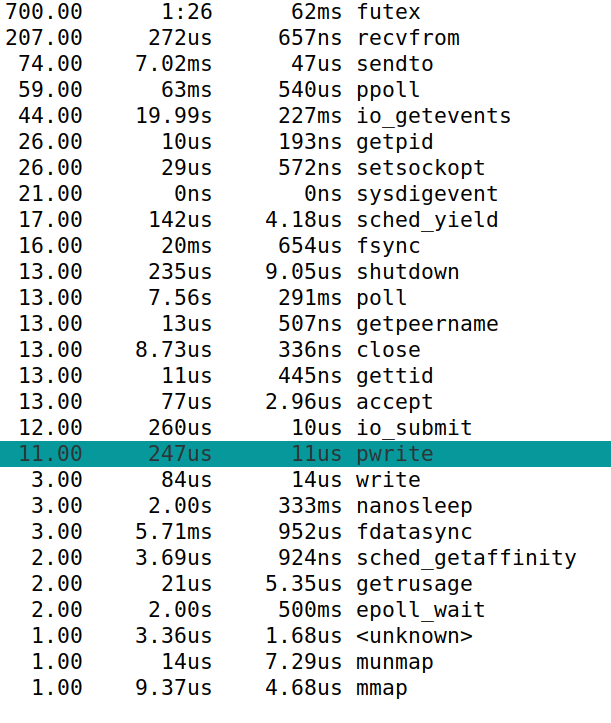 700.00 1:26 62ms futex
207.00 272us 657ns recvfrom
74.00 7.02ms 47us sendto
59.00 63ms 540us ppoll
44.00 19.99s 227ms io_getevents
26.00 10us 193ns getpid
26.00 29us 572ns setsockopt
21.00 0ns 0ns sysdigevent
17.00 142us 4.18us sched_yield
16.00 20ms 654us fsync
13.00 235us 9.05us shutdown
13.00 7.56s 291ms poll
13.00 13us 507ns getpeername
13.00 8.73us 336ns close
13.00 11us 445ns gettid
13.00 77us 2.96us accept
12.00 260us 10us io_submit
11.00 247us 11us pwrite
3.00 84us 14us write
3.00 2.00s 333ms nanosleep
3.00 5.71ms 952us fdatasync
2.00 3.69us 924ns sched_getaffinity
2.00 21us 5.35us getrusage
2.00 2.00s 500ms epoll_wait
1.00 3.36us 1.68us <unknown>
1.00 14us 7.29us munmap
1.00 9.37us 4.68us mmap